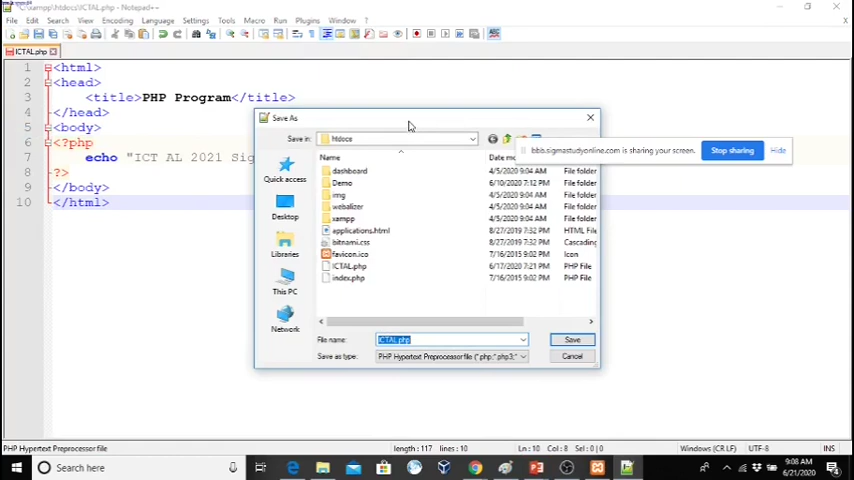 C:\xampp\htdocs\ICTAL.php - Notepad++
File Edit Search View Encoding Language Settings Tools Macro Run Plugins Window ?
ICTAL.php
1 <html>
2 <head>
3 <title>PHP Program</title>
4 </head>
5 <body>
6 <?php
7 echo "ICT AL 2021 Sig
8 ?>
9 </body>
10 </html>
Save As
Save in: htdocs
bbb.sigmastudyonline.com is sharing your screen. Stop sharing Hide
Name Date mo
Quick access
Desktop
Libraries
This PC
Network
dashboard 4/5/2020 9:04 AM File folder
Demo 6/10/2020 7:12 PM File folder
img 4/5/2020 9:04 AM File folder
webalizer 4/5/2020 9:04 AM File folder
xampp 4/5/2020 9:04 AM File folder
applications.html 8/27/2019 7:32 PM HTML File
bitnami.css 8/27/2019 7:32 PM Cascading
favicon.ico 7/16/2015 9:02 PM Icon
ICTAL.php 6/17/2020 7:21 PM PHP File
index.php 7/16/2015 9:02 PM PHP File
File name: ICTAL.php Save
Save as type: PHP Hypertext Preprocessor file (*.php;*.php3;* Cancel
PHP Hypertext Preprocessor file length : 117 lines : 10 Ln : 10 Col : 8 Sel : 0 | 0 Windows (CR LF) UTF-8 INS
Search here
9:08 AM
6/21/2020